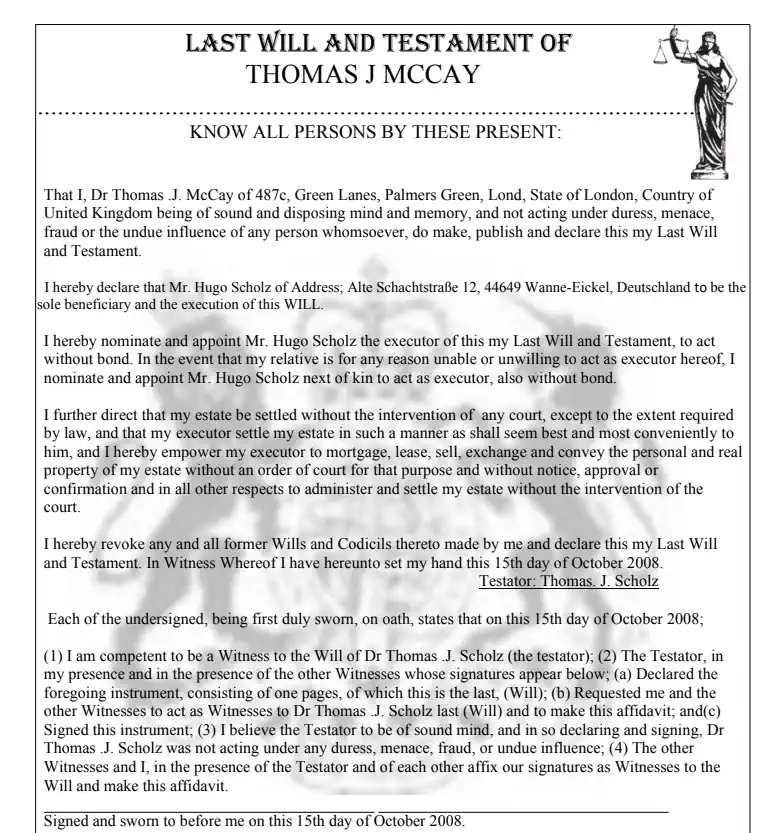 LAST WILL AND TESTAMENT OF
THOMAS J MCCAY
KNOW ALL PERSONS BY THESE PRESENT:
That I, Dr Thomas .J. McCay of 487c, Green Lanes, Palmers Green, Lond, State of London, Country of
United Kingdom being of sound and disposing mind and memory, and not acting under duress, menace,
fraud or the undue influence of any person whomsoever, do make, publish and declare this my Last Will
and Testament.
I hereby declare that Mr. Hugo Scholz of Address; Alte Schachtstraße 12, 44649 Wanne-Eickel, Deutschland to be the
sole beneficiary and the execution of this WILL.
I hereby nominate and appoint Mr. Hugo Scholz the executor of this my Last Will and Testament, to act
without bond. In the event that my relative is for any reason unable or unwilling to act as executor hereof, I
nominate and appoint Mr. Hugo Scholz next of kin to act as executor, also without bond.
I further direct that my estate be settled without the intervention of any court, except to the extent required
by law, and that my executor settle my estate in such a manner as shall seem best and most conveniently to
him, and I hereby empower my executor to mortgage, lease, sell, exchange and convey the personal and real
property of my estate without an order of court for that purpose and without notice, approval or
confirmation and in all other respects to administer and settle my estate without the intervention of the
court.
I hereby revoke any and all former Wills and Codicils thereto made by me and declare this my Last Will
and Testament. In Witness Whereof I have hereunto set my hand this 15th day of October 2008.
Testator: Thomas. J. Scholz
Each of the undersigned, being first duly sworn, on oath, states that on this 15th day of October 2008;
(1) I am competent to be a Witness to the Will of Dr Thomas .J. Scholz (the testator); (2) The Testator, in
my presence and in the presence of the other Witnesses whose signatures appear below; (a) Declared the
foregoing instrument, consisting of one pages, of which this is the last, (Will); (b) Requested me and the
other Witnesses to act as Witnesses to Dr Thomas .J. Scholz last (Will) and to make this affidavit; and(c)
Signed this instrument; (3) I believe the Testator to be of sound mind, and in so declaring and signing, Dr
Thomas .J. Scholz was not acting under any duress, menace, fraud, or undue influence; (4) The other
Witnesses and I, in the presence of the Testator and of each other affix our signatures as Witnesses to the
Will and make this affidavit.
Signed and sworn to before me on this 15th day of October 2008.